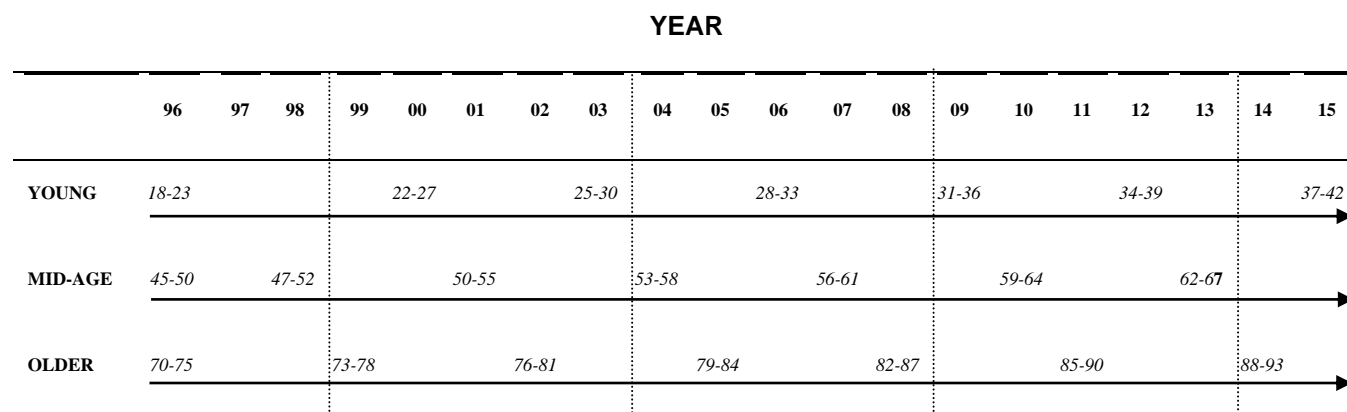 YEAR
96 97 98 99 00 01 02 03 04 05 06 07 08 09 10 11 12 13 14 15
YOUNG 18-23 22-27 25-30 28-33 31-36 34-39 37-42
MID-AGE 45-50 47-52 50-55 53-58 56-61 59-64 62-67
OLDER 70-75 73-78 76-81 79-84 82-87 85-90 88-93